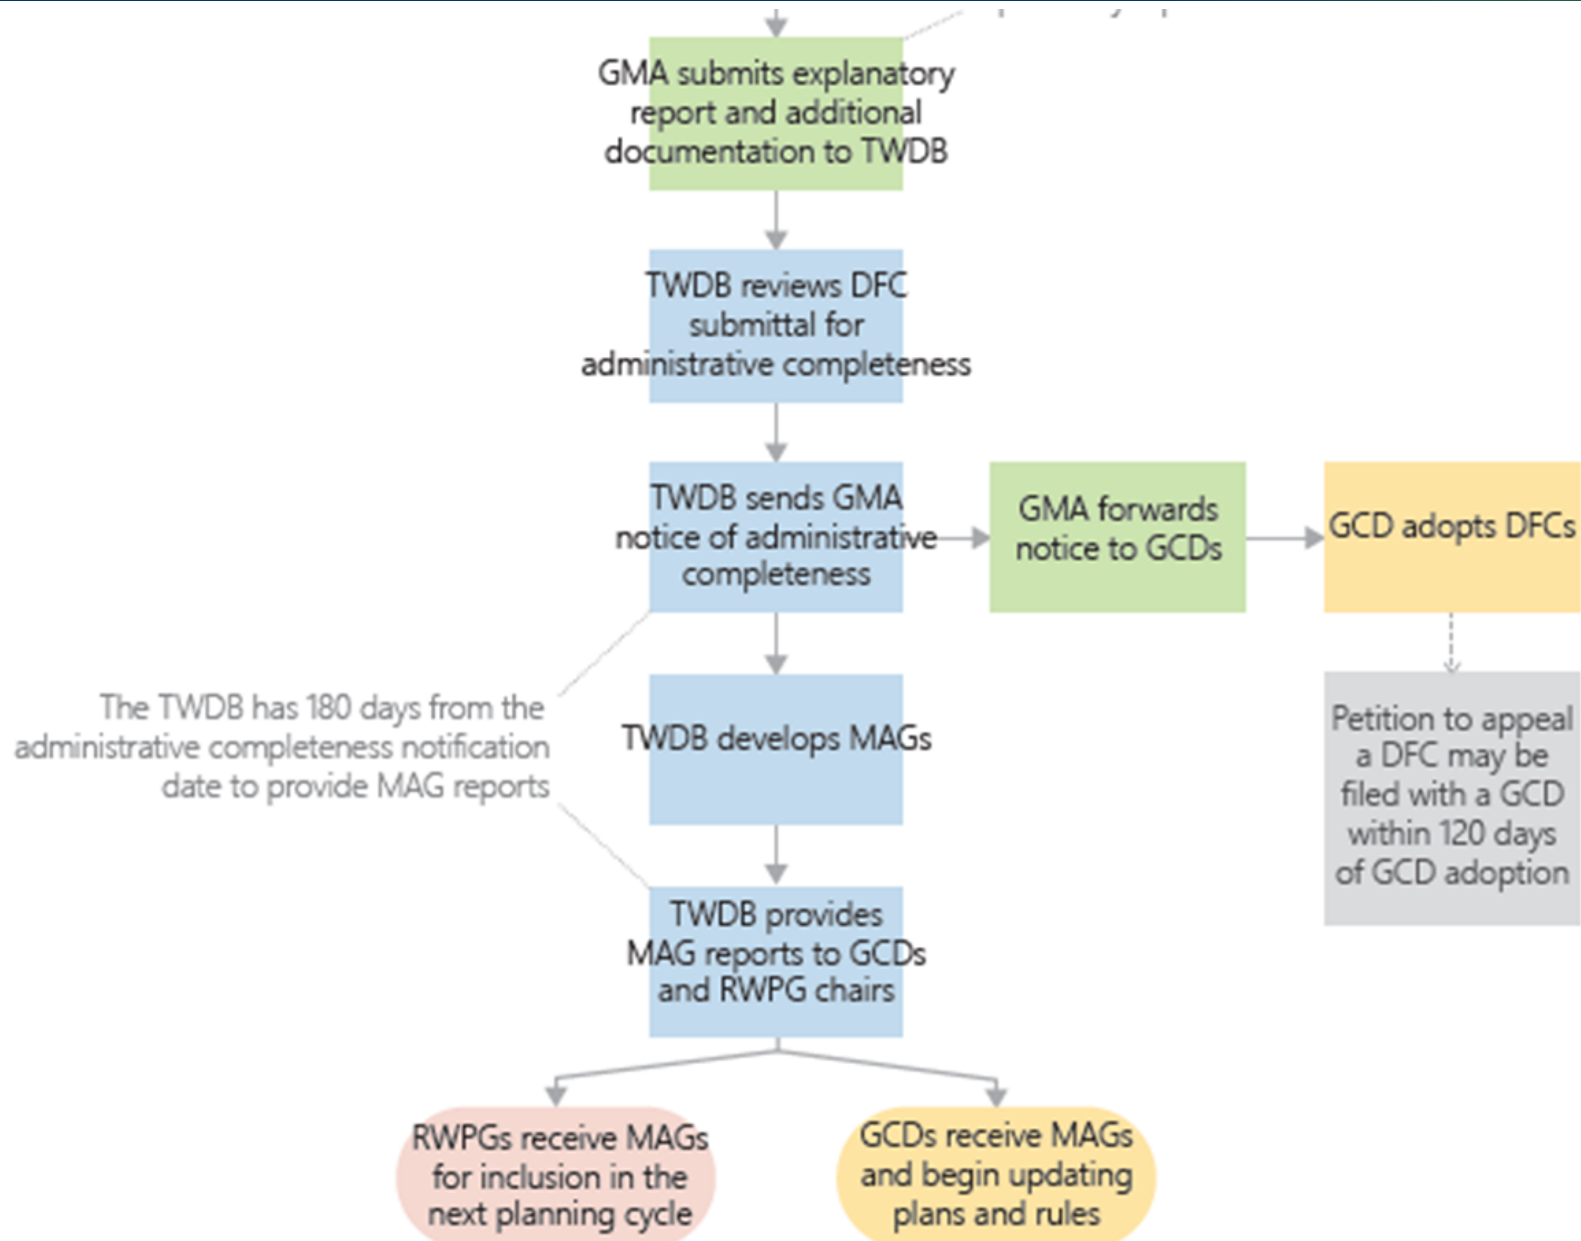 GMA submits explanatory
report and additional
documentation to TWDB
TWDB reviews DFC
submittal for
administrative completeness
TWDB sends GMA
notice of administrative
completeness
GMA forwards
notice to GCDs
GCD adopts DFCs
The TWDB has 180 days from the
administrative completeness notification
date to provide MAG reports
TWDB develops MAGs
Petition to appeal
a DFC may be
filed with a GCD
within 120 days
of GCD adoption
TWDB provides
MAG reports to GCDs
and RWPG chairs
RWPGs receive MAGs
for inclusion in the
next planning cycle
GCDs receive MAGs
and begin updating
plans and rules